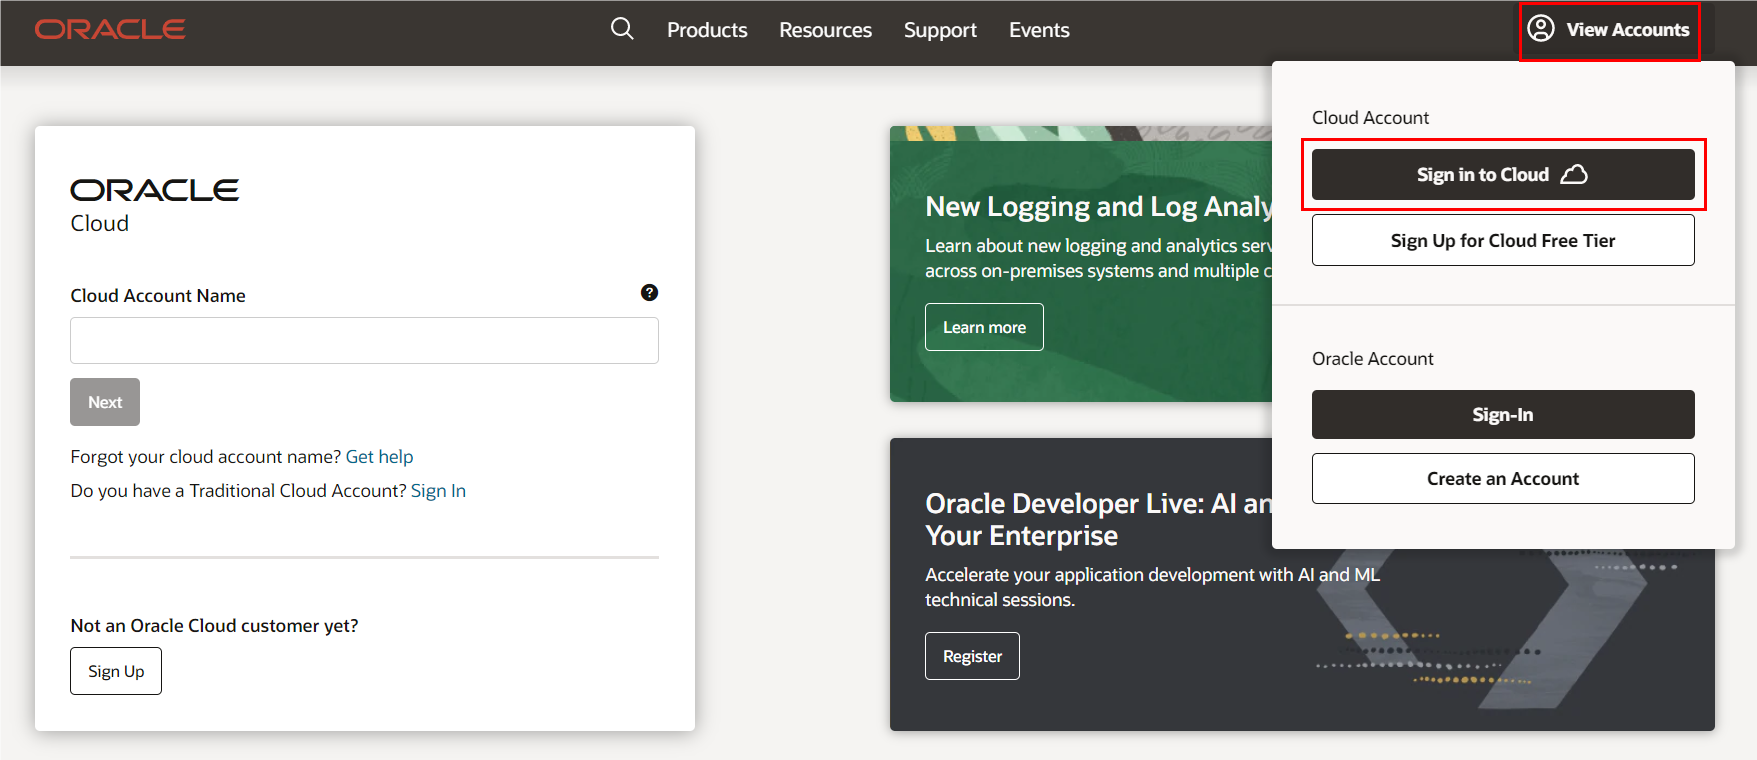 ORACLE
Products
Resources
Support
Events
View Accounts
ORACLE
Cloud
Cloud Account Name
?
Next
Forgot your cloud account name? Get help
Do you have a Traditional Cloud Account? Sign In
Not an Oracle Cloud customer yet?
Sign Up
New Logging and Log Analy
Learn about new logging and analytics serv
across on-premises systems and multiple c
Learn more
Oracle Developer Live: AI an
Your Enterprise
Accelerate your application development with AI and ML
technical sessions.
Register
Cloud Account
Sign in to Cloud
Sign Up for Cloud Free Tier
Oracle Account
Sign-In
Create an Account